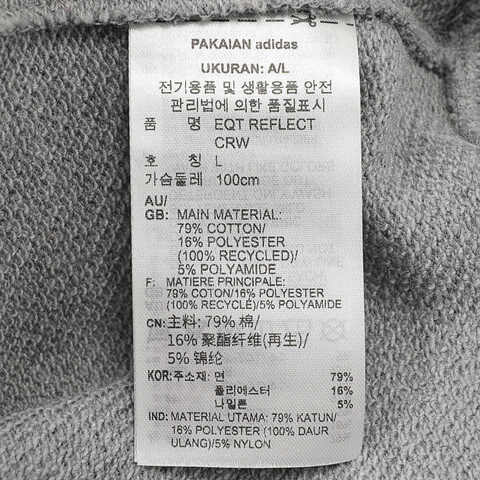 PAKAIAN adidas
UKURAN: A/L
전기용품 및 생활용품 안전
관리법에 의한 품질표시
품 명 EQT REFLECT
CRW
호 칭 L
가슴둘레 100cm
AU/
GB: MAIN MATERIAL:
79% COTTON/
16% POLYESTER
(100% RECYCLED)/
5% POLYAMIDE
F: MATIERE PRINCIPALE:
79% COTON/16% POLYESTER
(100% RECYCLE)/5% POLYAMIDE
CN: 主料: 79% 棉/
16% 聚酯纤维(再生)/
5% 锦纶
KOR: 주소재: 면 79%
폴리에스터 16%
나일론 5%
IND: MATERIAL UTAMA: 79% KATUN/
16% POLYESTER (100% DAUR
ULANG)/5% NYLON